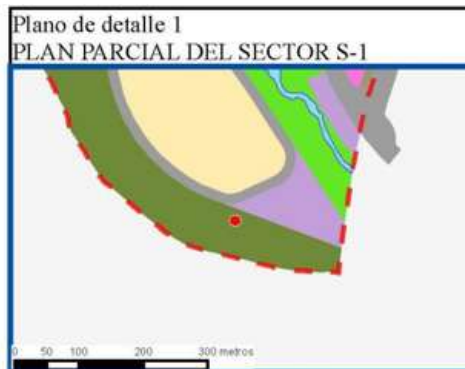 Plano de detalle 1
PLAN PARCIAL DEL SECTOR S-1
0 50 100 200 300 metros